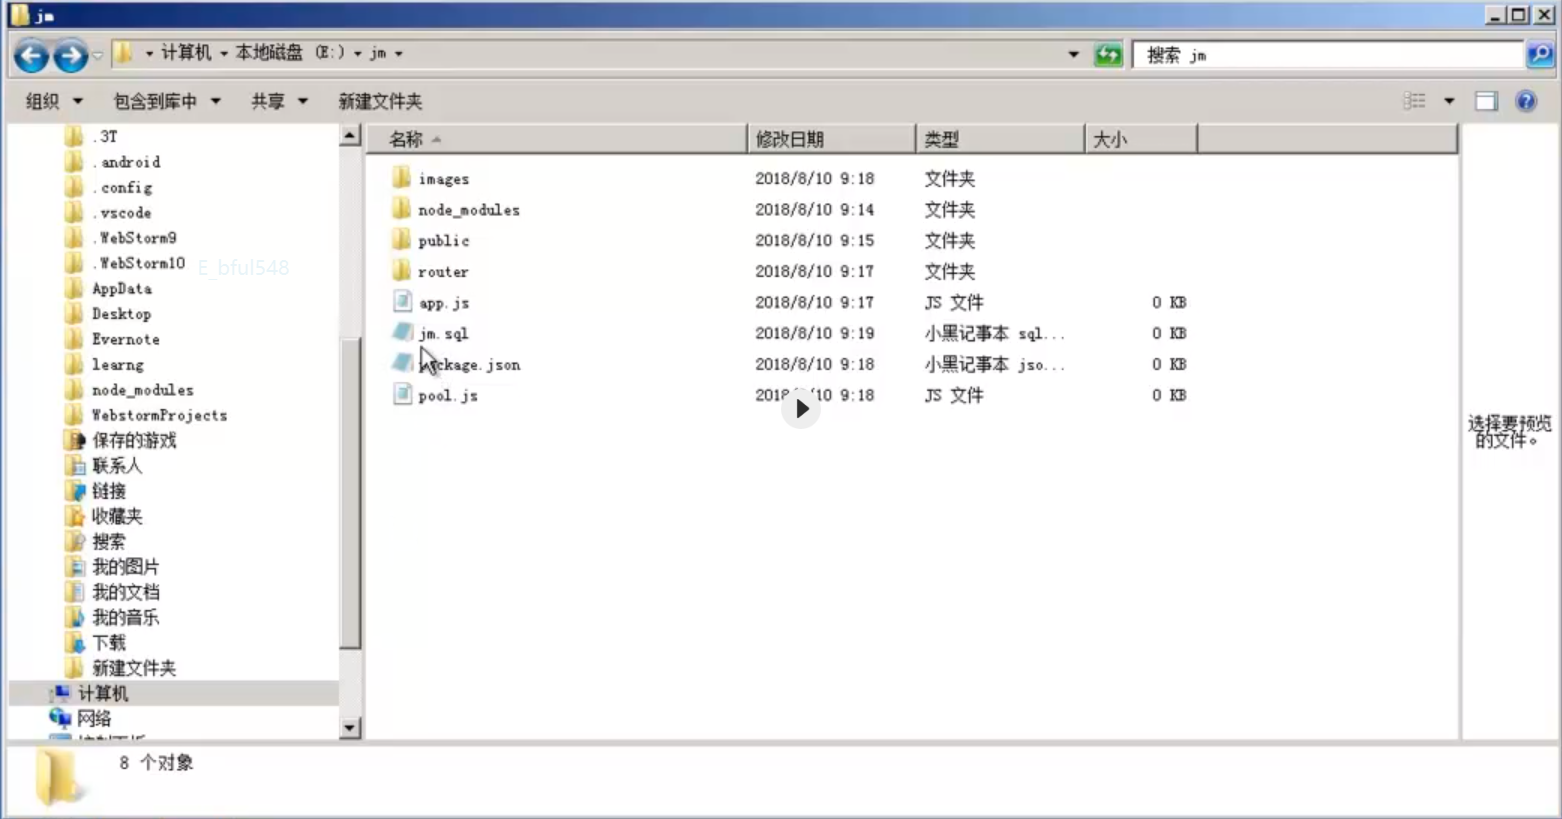 jm
计算机 本地磁盘 (E:) jm
搜索 jm
组织 包含到库中 共享 新建文件夹
.3T
.android
.config
.vscode
.WebStorm9
.WebStorm10
E_bful548
AppData
Desktop
Evernote
learng
node_modules
WebstormProjects
保存的游戏
联系人
链接
收藏夹
搜索
我的图片
我的文档
我的音乐
下载
新建文件夹
计算机
网络
名称 修改日期 类型 大小
images 2018/8/10 9:18 文件夹
node_modules 2018/8/10 9:14 文件夹
public 2018/8/10 9:15 文件夹
router 2018/8/10 9:17 文件夹
app.js 2018/8/10 9:17 JS 文件 0 KB
jm.sql 2018/8/10 9:19 小黑记事本 sql... 0 KB
package.json 2018/8/10 9:18 小黑记事本 jso... 0 KB
pool.js 2018/8/10 9:18 JS 文件 0 KB
选择要预览
的文件。
8 个对象